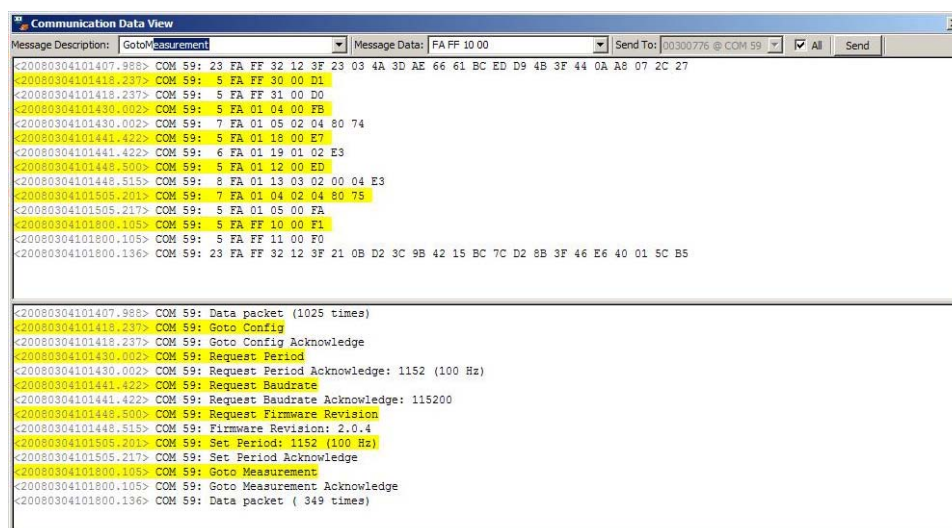 Communication Data View
Message Description: GotoMeasurement Message Data: FA FF 10 00 Send To: 00300776 @ COM 59 All Send
<20080304101407.988> COM 59: 23 FA FF 32 12 3F 23 03 4A 3D AE 66 61 BC ED D9 4B 3F 44 0A A8 07 2C 27
<20080304101418.237> COM 59: 5 FA FF 30 00 D1
<20080304101418.237> COM 59: 5 FA FF 31 00 D0
<20080304101430.002> COM 59: 5 FA 01 04 00 FB
<20080304101430.002> COM 59: 7 FA 01 05 02 04 80 74
<20080304101441.422> COM 59: 5 FA 01 18 00 E7
<20080304101441.422> COM 59: 6 FA 01 19 01 02 E3
<20080304101448.500> COM 59: 5 FA 01 12 00 ED
<20080304101448.515> COM 59: 8 FA 01 13 03 02 00 04 E3
<20080304101505.201> COM 59: 7 FA 01 04 02 04 80 75
<20080304101505.217> COM 59: 5 FA 01 05 00 FA
<20080304101800.105> COM 59: 5 FA FF 10 00 F1
<20080304101800.105> COM 59: 5 FA FF 11 00 F0
<20080304101800.136> COM 59: 23 FA FF 32 12 3F 21 0B D2 3C 9B 42 15 BC 7C D2 8B 3F 46 E6 40 01 5C B5
<20080304101407.988> COM 59: Data packet (1025 times)
<20080304101418.237> COM 59: Goto Config
<20080304101418.237> COM 59: Goto Config Acknowledge
<20080304101430.002> COM 59: Request Period
<20080304101430.002> COM 59: Request Period Acknowledge: 1152 (100 Hz)
<20080304101441.422> COM 59: Request Baudrate
<20080304101441.422> COM 59: Request Baudrate Acknowledge: 115200
<20080304101448.500> COM 59: Request Firmware Revision
<20080304101448.515> COM 59: Firmware Revision: 2.0.4
<20080304101505.201> COM 59: Set Period: 1152 (100 Hz)
<20080304101505.217> COM 59: Set Period Acknowledge
<20080304101800.105> COM 59: Goto Measurement
<20080304101800.105> COM 59: Goto Measurement Acknowledge
<20080304101800.136> COM 59: Data packet ( 349 times)